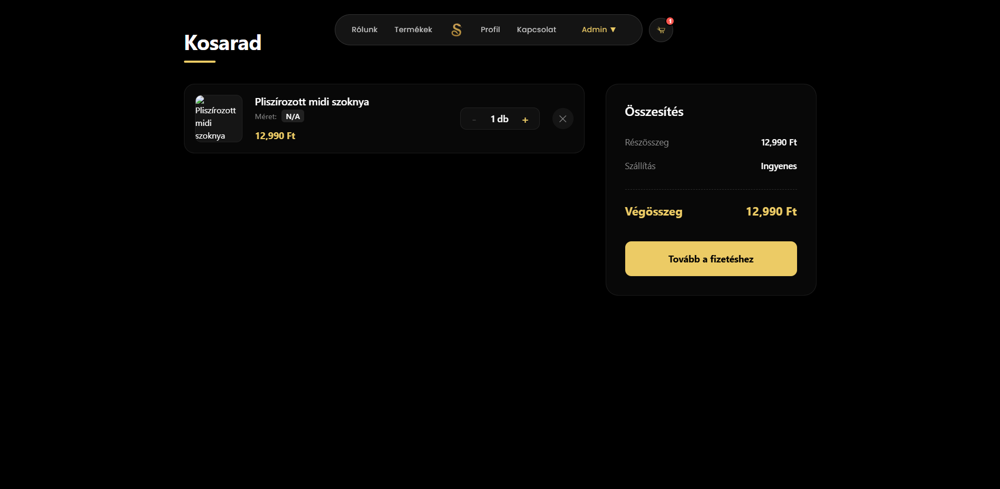 Rólunk Termékek S Profil Kapcsolat Admin ▼ 1
Kosarad
Pliszírozott
midi
szoknya
Pliszírozott midi szoknya
Méret: N/A
12,990 Ft
- 1 db +
Összesítés
Részösszeg 12,990 Ft
Szállítás Ingyenes
Végösszeg 12,990 Ft
Tovább a fizetéshez